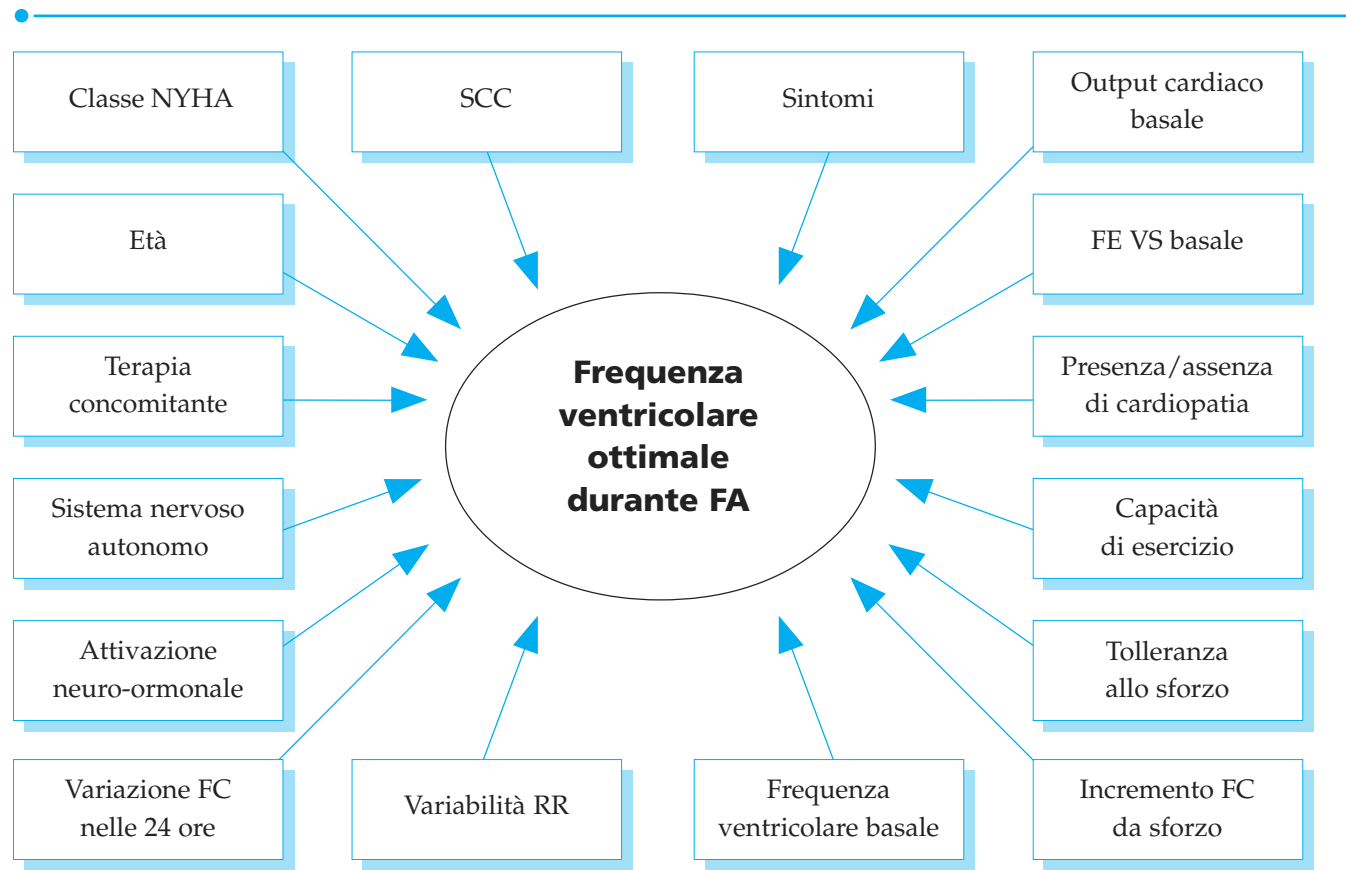 Classe NYHA
SCC
Sintomi
Output cardiaco
basale
Età
FE VS basale
Terapia
concomitante
Frequenza
ventricolare
ottimale
durante FA
Presenza/assenza
di cardiopatia
Sistema nervoso
autonomo
Capacità
di esercizio
Attivazione
neuro-ormonale
Tolleranza
allo sforzo
Variazione FC
nelle 24 ore
Variabilità RR
Frequenza
ventricolare basale
Incremento FC
da sforzo